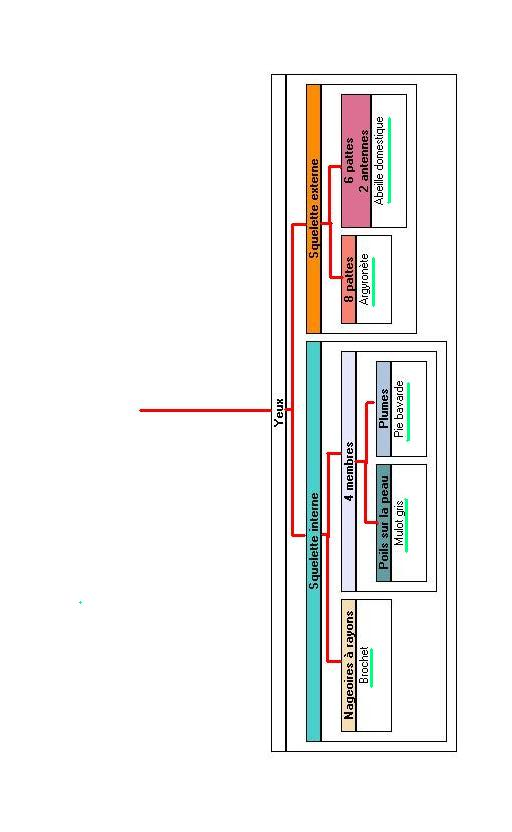 Yeux
Squelette interne
Nageoires à rayons
Brochet
4 membres
Poils sur la peau
Mulot gris
Plumes
Pie bavarde
Squelette externe
8 pattes
Argyronète
6 pattes
2 antennes
Abeille domestique